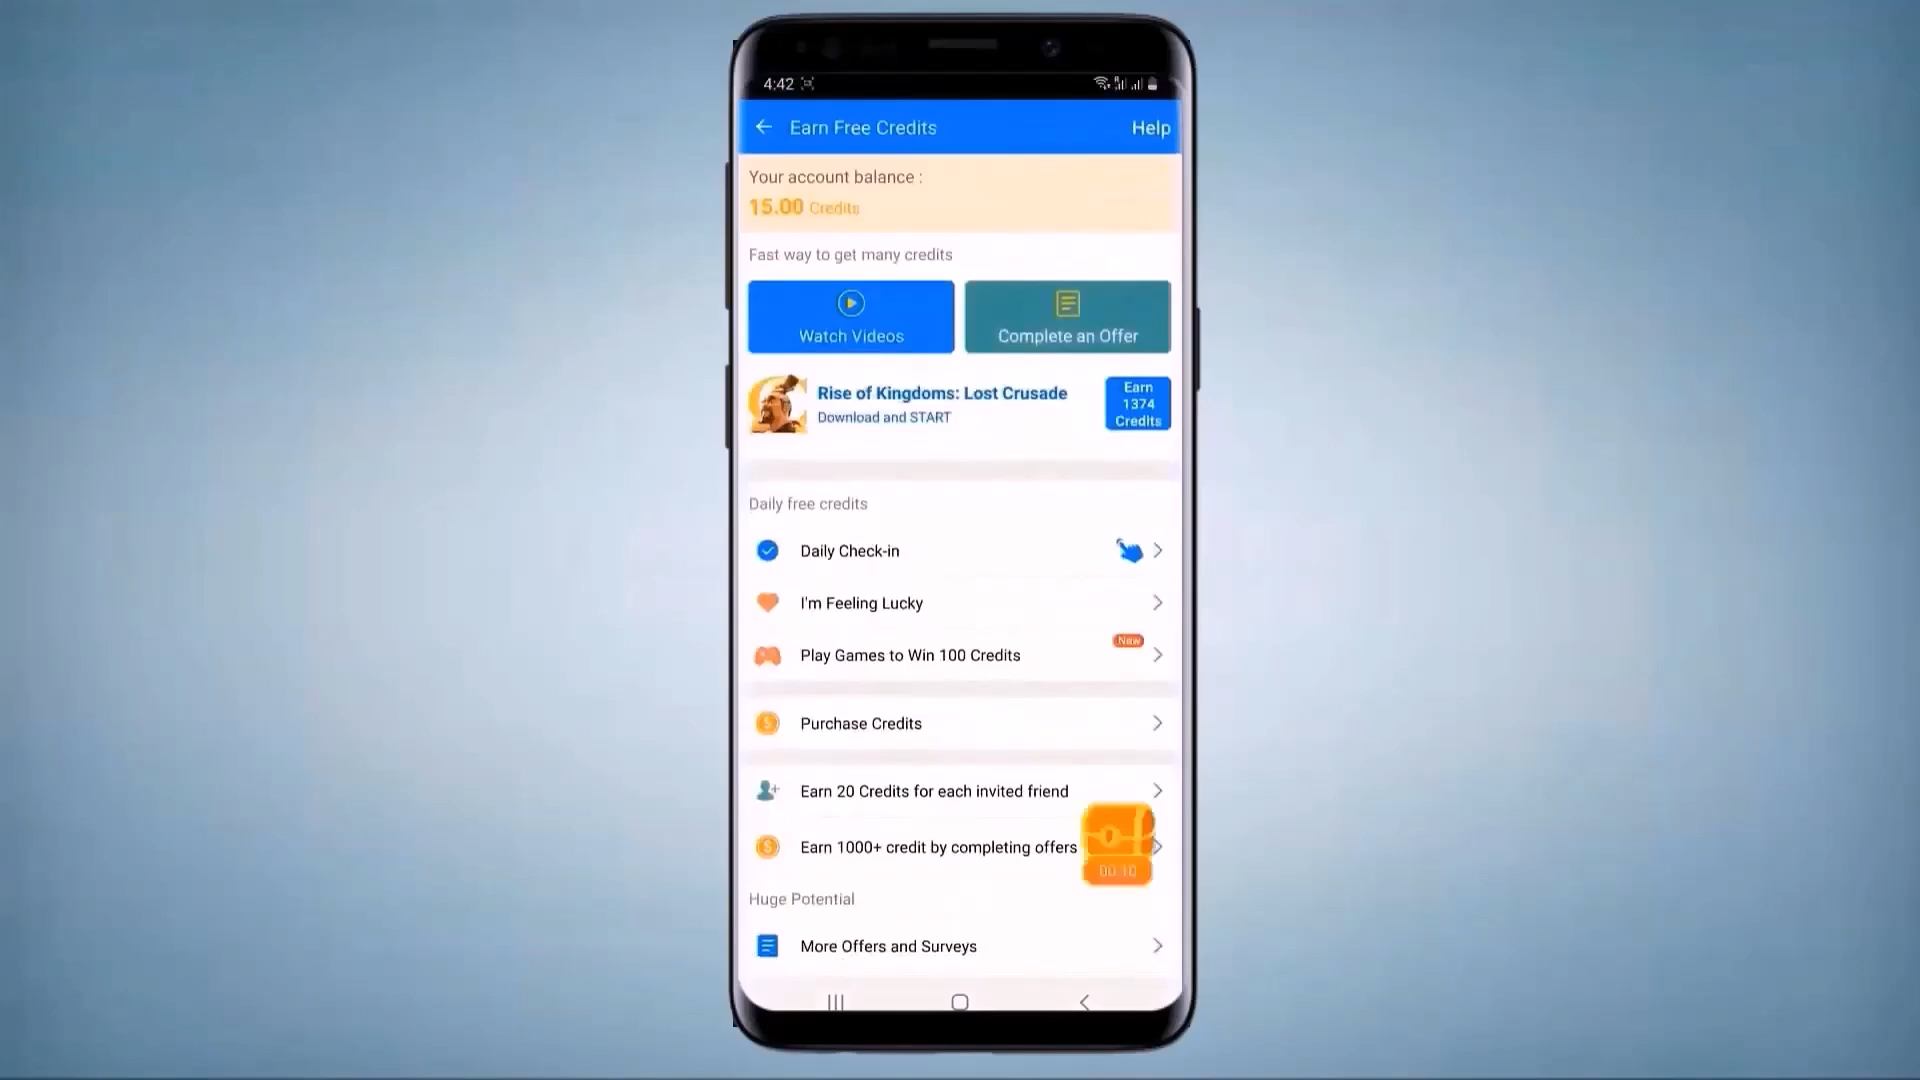 4:42
Earn Free Credits
Help
Your account balance :
15.00 Credits
Fast way to get many credits
Watch Videos
Complete an Offer
Rise of Kingdoms: Lost Crusade
Download and START
Earn
1374
Credits
Daily free credits
Daily Check-in
I'm Feeling Lucky
New
Play Games to Win 100 Credits
Purchase Credits
Earn 20 Credits for each invited friend
Earn 1000+ credit by completing offers
00:10
Huge Potential
More Offers and Surveys